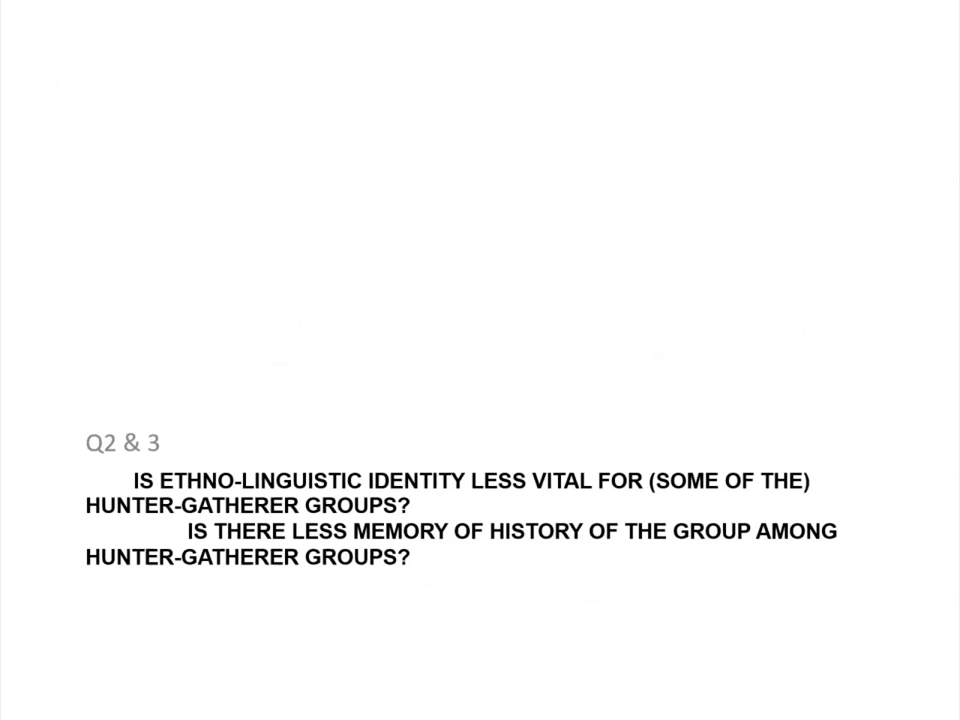 Q2 & 3
IS ETHNO-LINGUISTIC IDENTITY LESS VITAL FOR (SOME OF THE)
HUNTER-GATHERER GROUPS?
IS THERE LESS MEMORY OF HISTORY OF THE GROUP AMONG
HUNTER-GATHERER GROUPS?